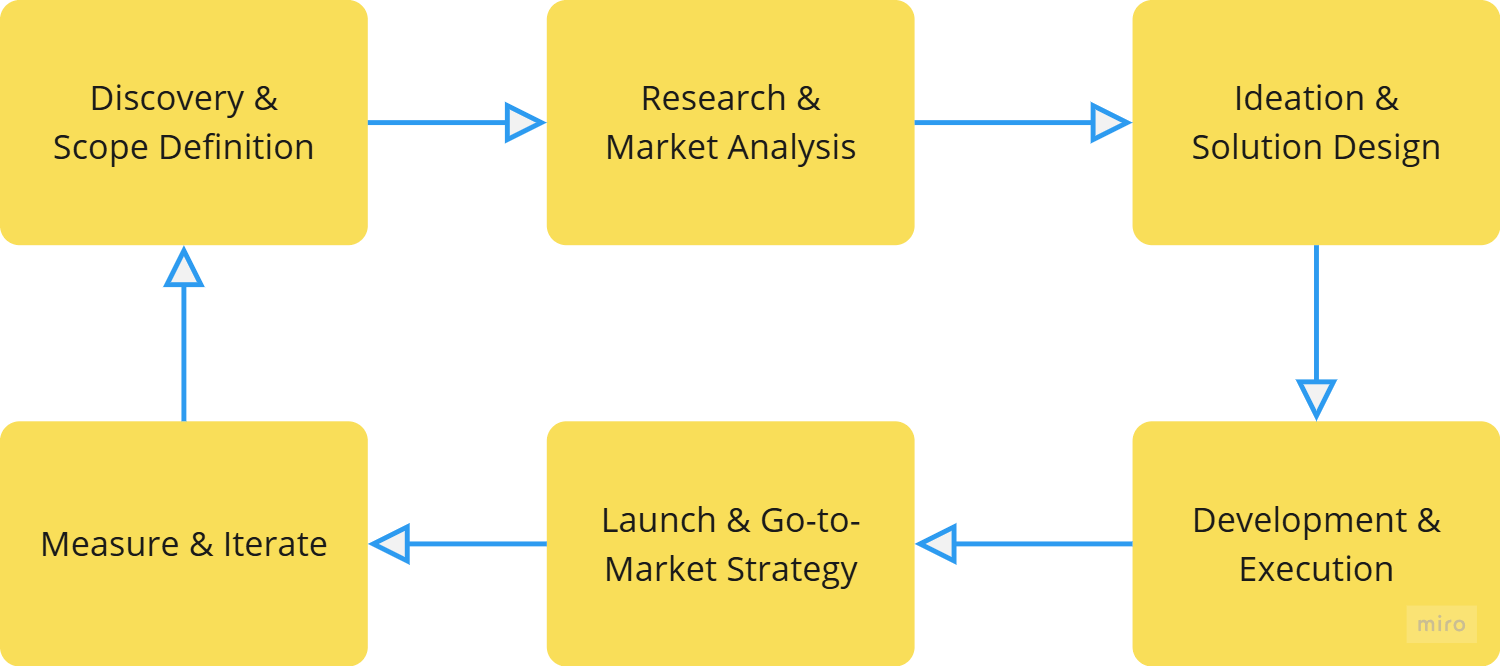 Discovery &
Scope Definition
Research &
Market Analysis
Ideation &
Solution Design
Measure & Iterate
Launch & Go-to-
Market Strategy
Development &
Execution
miro